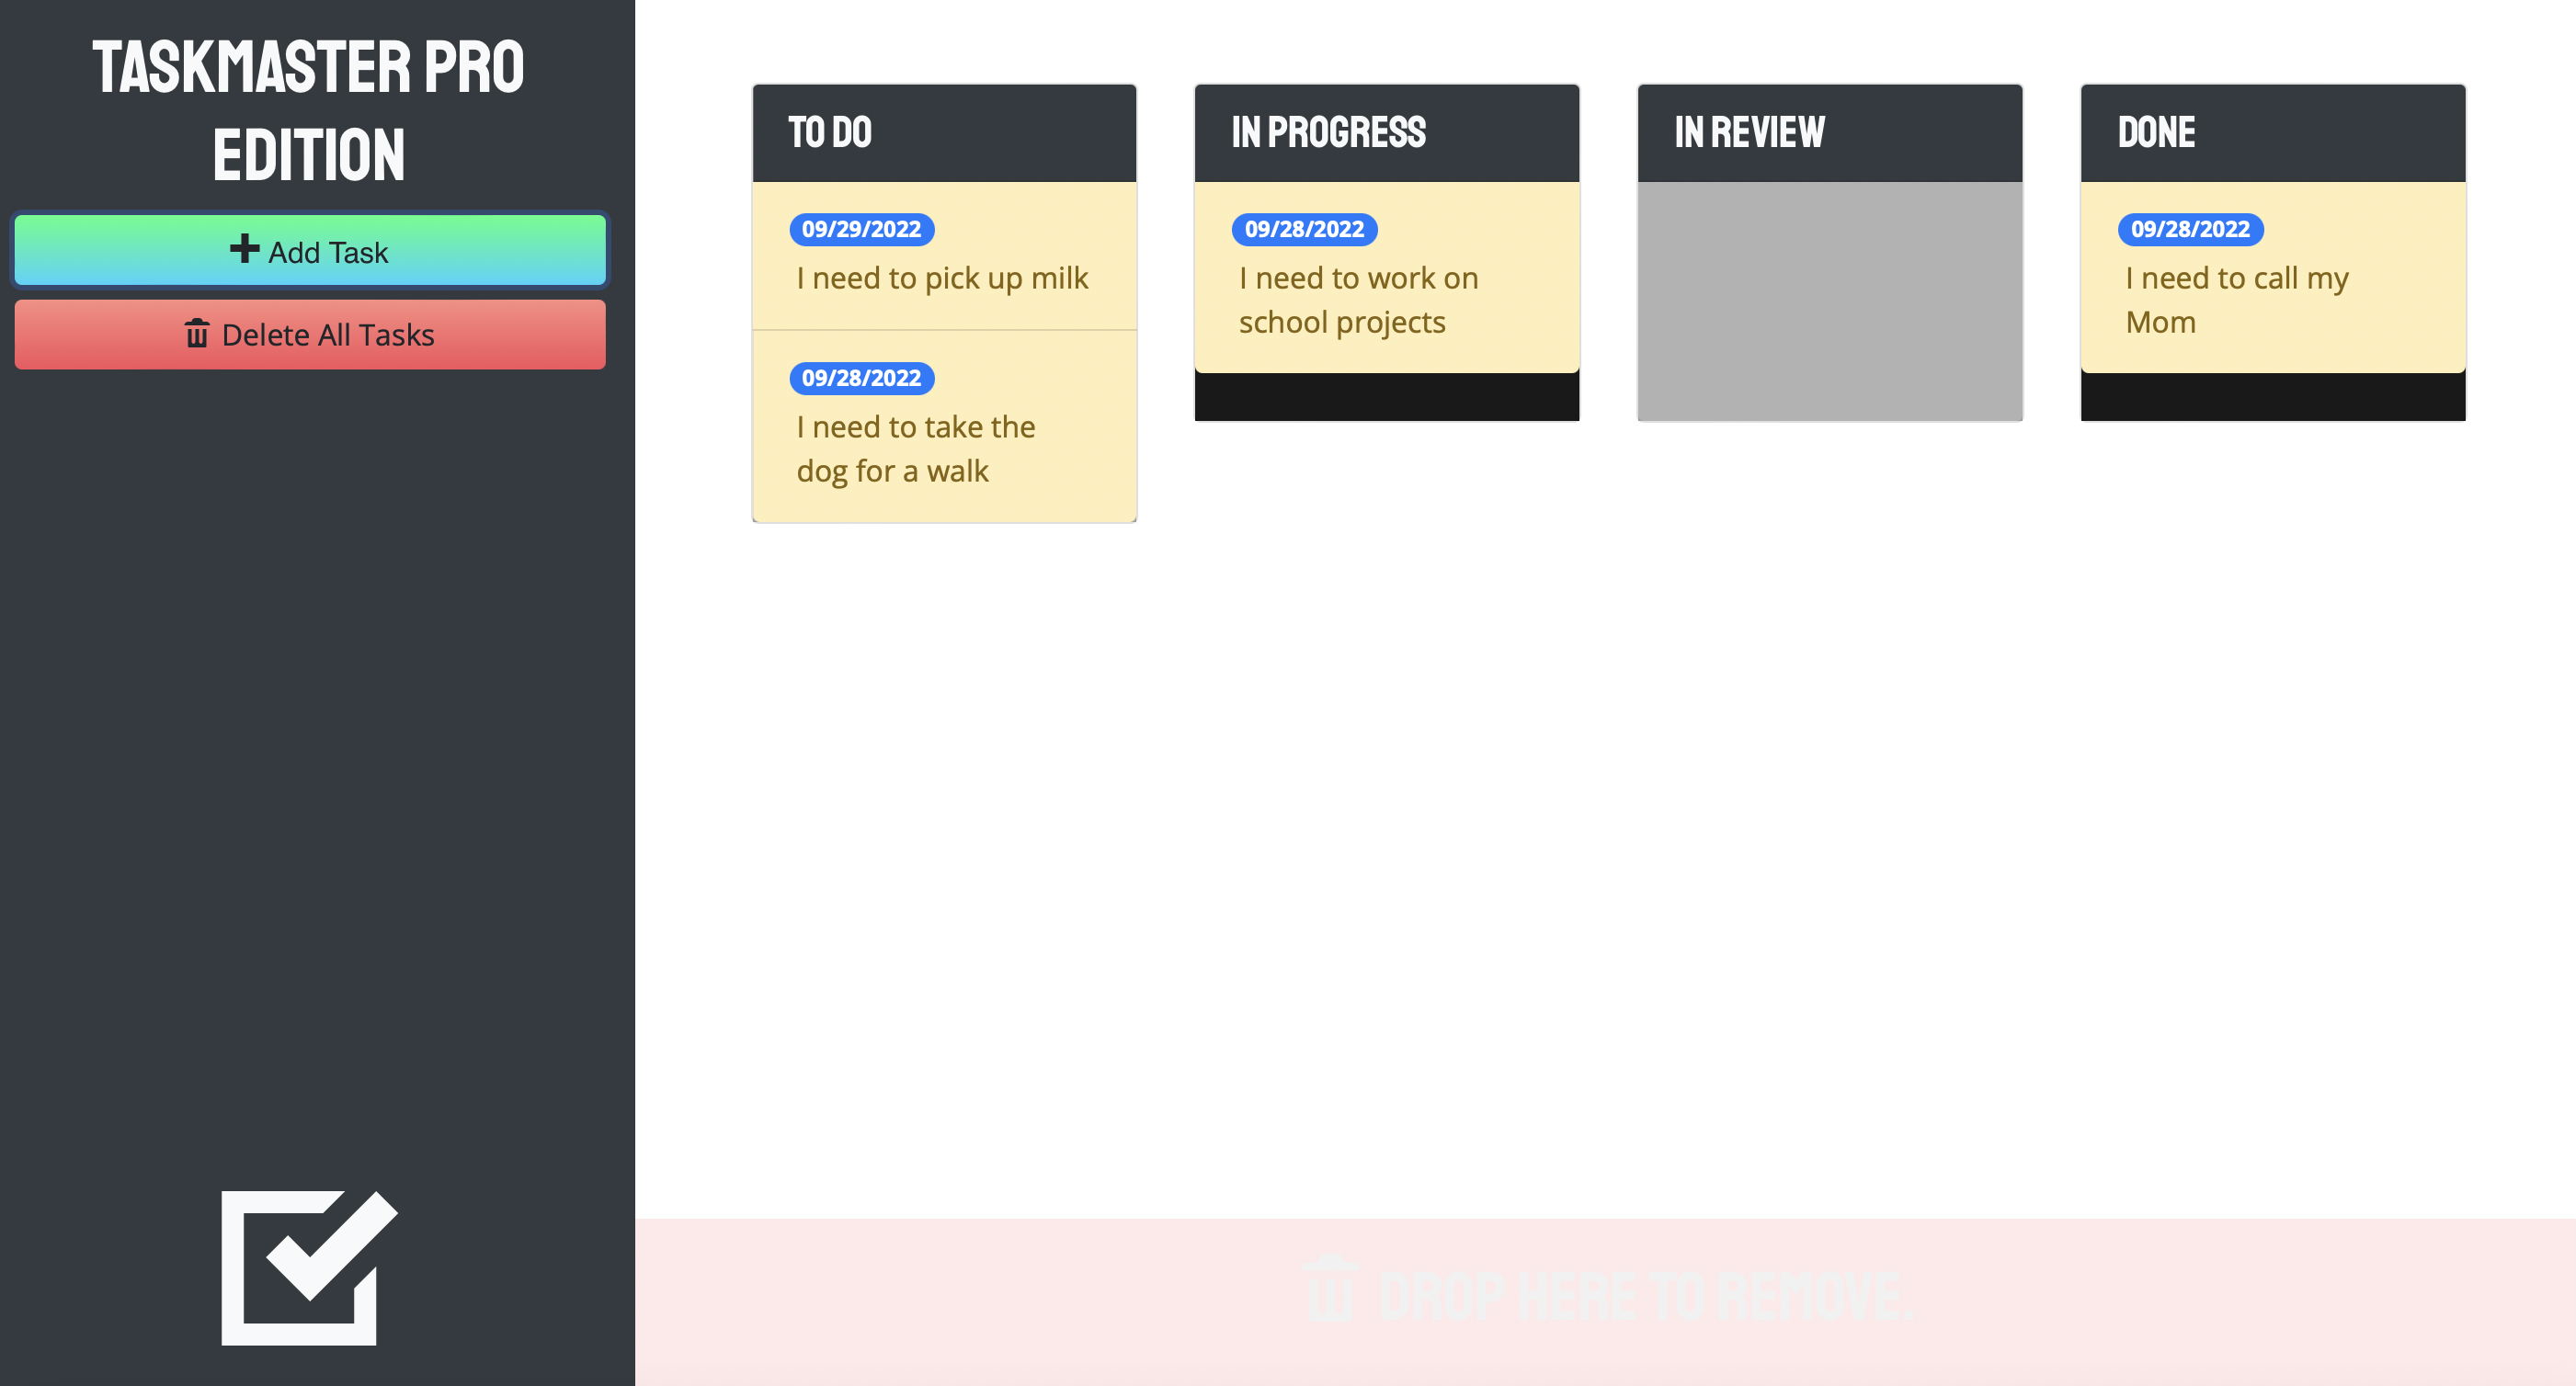 TASKMASTER PRO
EDITION
Add Task
Delete All Tasks
TO DO
09/29/2022
I need to pick up milk
09/28/2022
I need to take the
dog for a walk
IN PROGRESS
09/28/2022
I need to work on
school projects
IN REVIEW
DONE
09/28/2022
I need to call my
Mom
DROP HERE TO REMOVE.